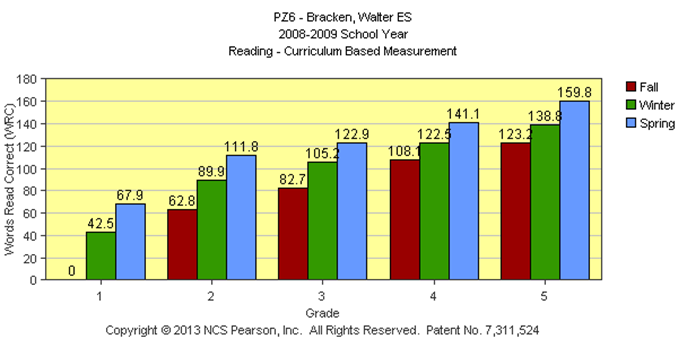 PZ6 - Bracken, Walter ES
2008-2009 School Year
Reading - Curriculum Based Measurement
Words Read Correct (WRC)
180
160
140
120
100
80
60
40
20
0
0
42.5
67.9
62.8
89.9
111.8
82.7
105.2
122.9
108.1
122.5
141.1
123.2
138.8
159.8
Fall
Winter
Spring
1 2 3 4 5
Grade
Copyright © 2013 NCS Pearson, Inc. All Rights Reserved. Patent No. 7,311,524